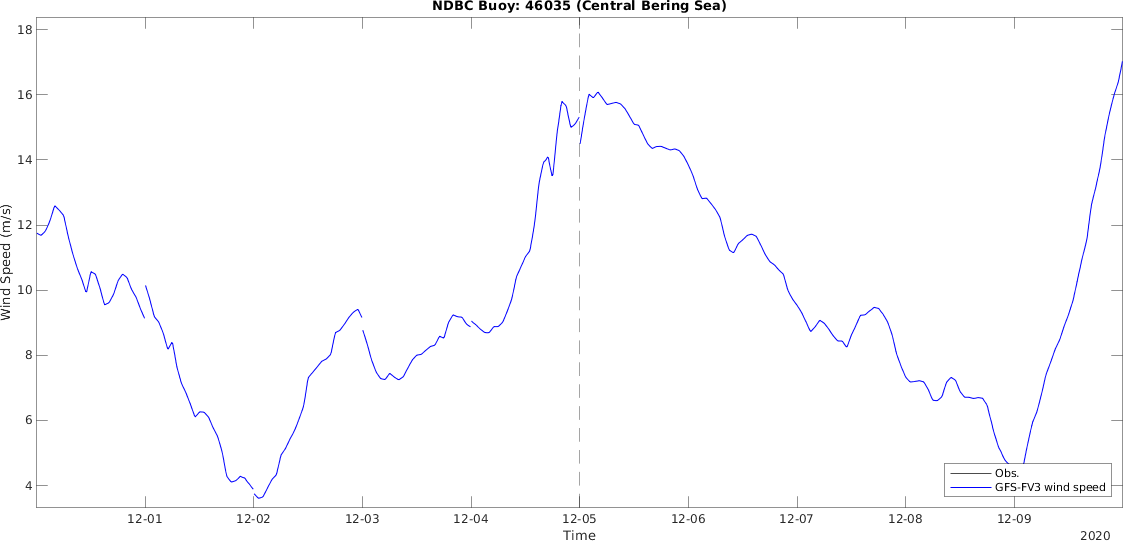 NDBC Buoy: 46035 (Central Bering Sea)
18
16
14
12
10
8
6
4
Wind Speed (m/s)
Obs.
GFS-FV3 wind speed
12-01 12-02 12-03 12-04 12-05 12-06 12-07 12-08 12-09
Time
2020